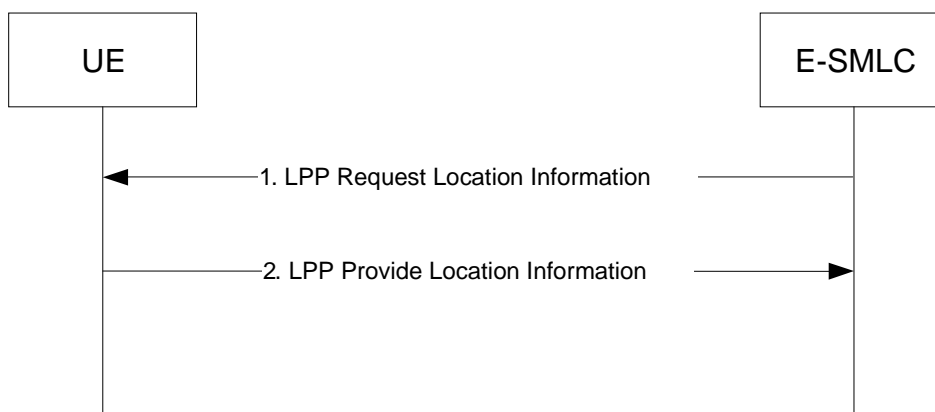 UE
E-SMLC
1. LPP Request Location Information
2. LPP Provide Location Information